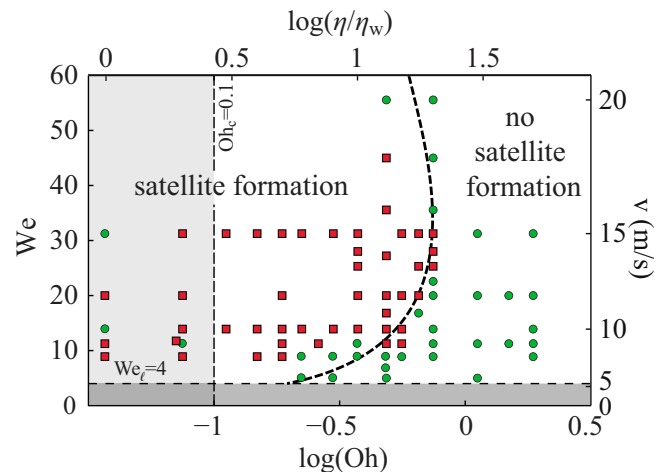 log(η/η_w)
0 0.5 1 1.5
60
50
40
30
20
10
0
We
Oh_c=0.1
satellite formation
no
satellite
formation
We_ℓ=4
20
15
10
5
0
v (m/s)
−1 −0.5 0 0.5
log(Oh)